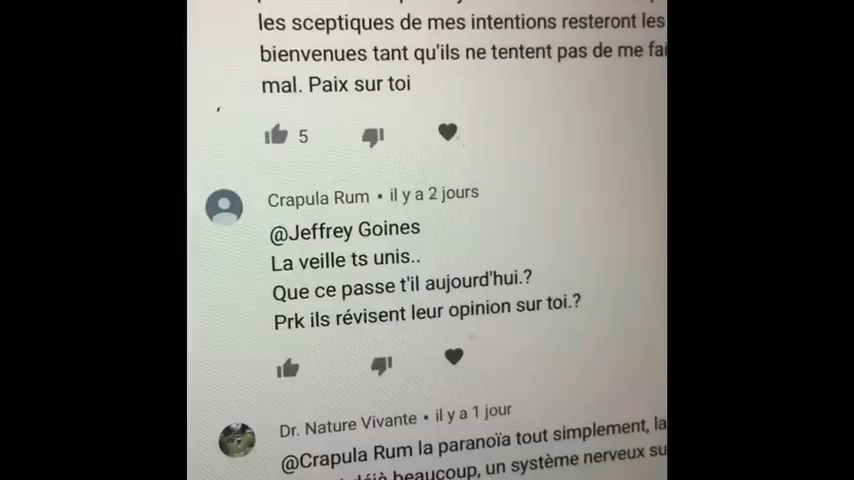 les sceptiques de mes intentions resteront les
bienvenues tant qu'ils ne tentent pas de me fai
mal. Paix sur toi
5
Crapula Rum • il y a 2 jours
@Jeffrey Goines
La veille ts unis..
Que ce passe t'il aujourd'hui.?
Prk ils révisent leur opinion sur toi.?
Dr. Nature Vivante • il y a 1 jour
@Crapula Rum la paranoïa tout simplement, la
déjà beaucoup, un système nerveux su